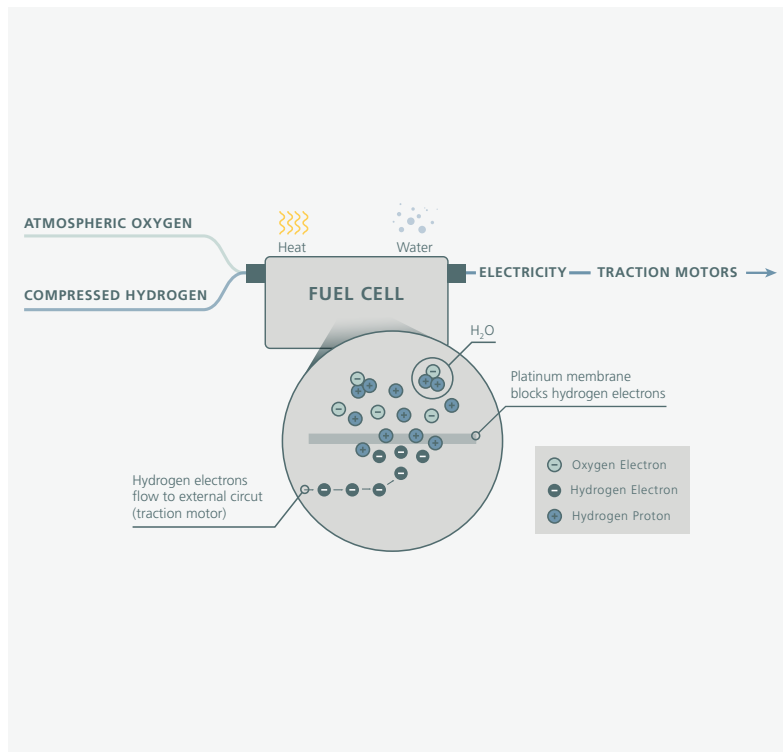 ATMOSPHERIC OXYGEN
COMPRESSED HYDROGEN
Heat
Water
FUEL CELL
ELECTRICITY
TRACTION MOTORS
H₂O
Platinum membrane
blocks hydrogen electrons
Hydrogen electrons
flow to external circut
(traction motor)
Oxygen Electron
Hydrogen Electron
Hydrogen Proton